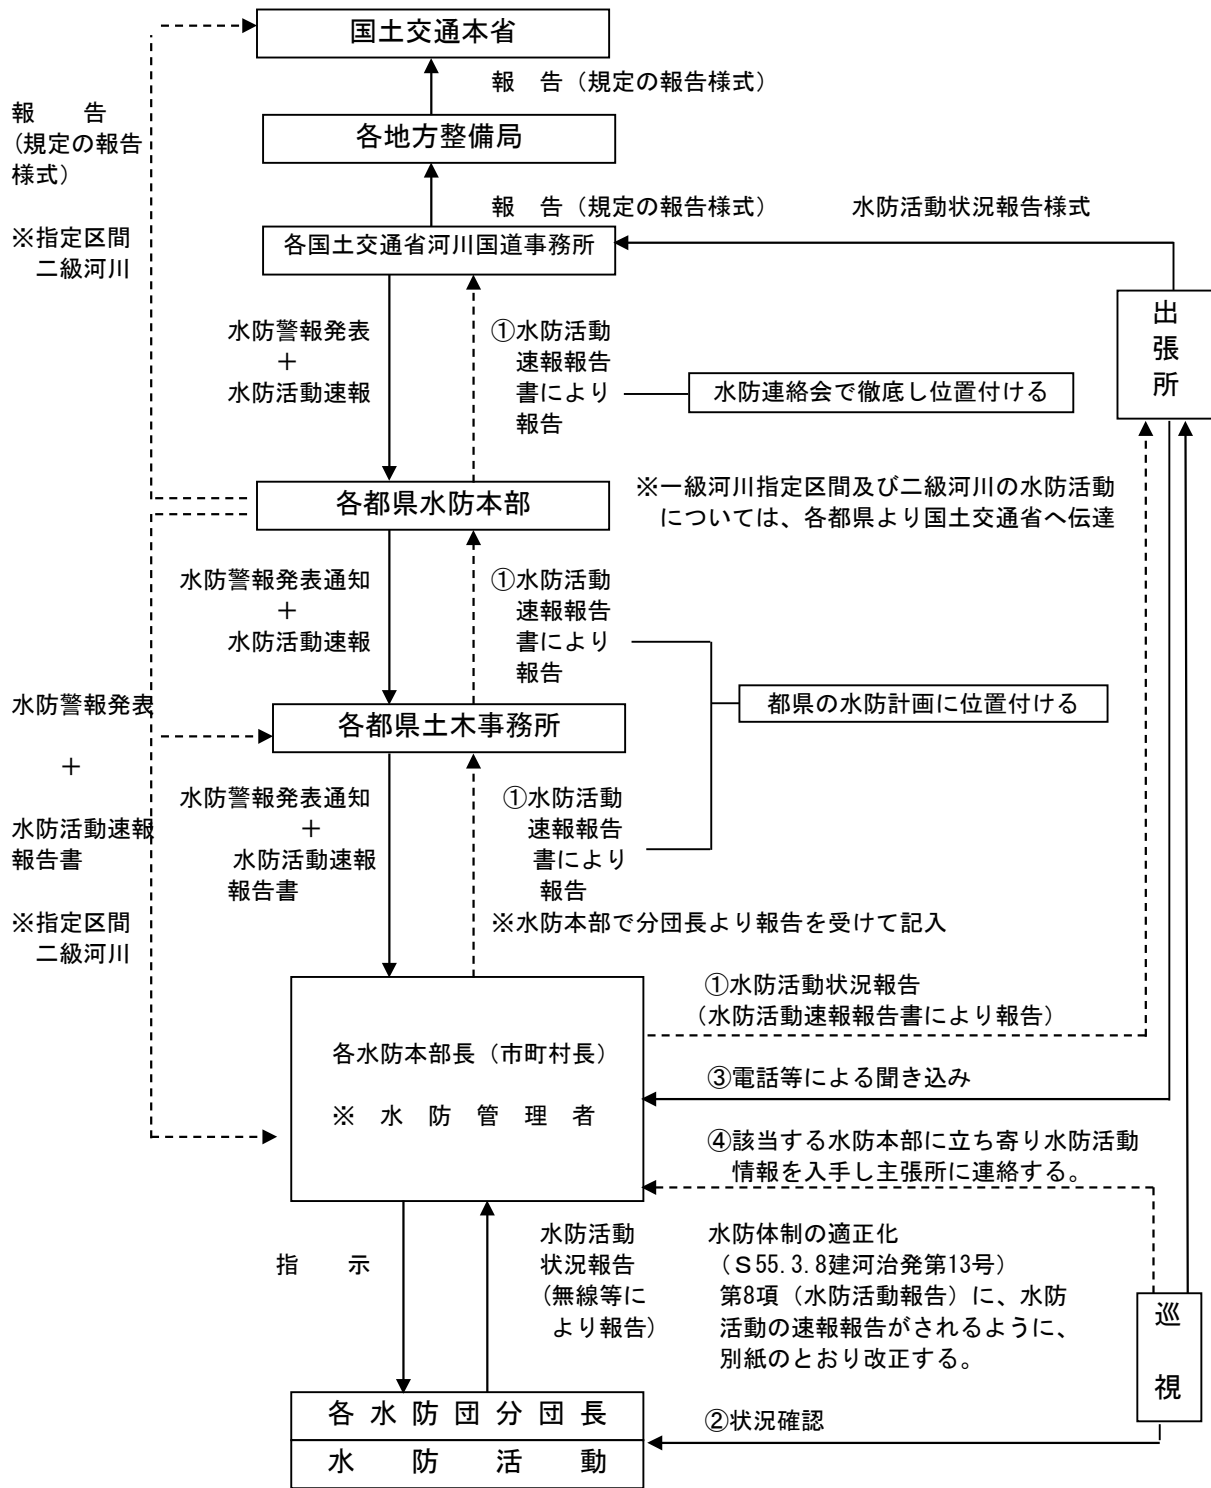 国土交通本省
報　告（規定の報告様式）
報　　告
（規定の報告
様式）
各地方整備局
報　告（規定の報告様式）
水防活動状況報告様式
※指定区間
二級河川
各国土交通省河川国道事務所
出
張
所
水防警報発表
＋
水防活動速報
①水防活動
速報報告
書により
報告
水防連絡会で徹底し位置付ける
各都県水防本部
※一級河川指定区間及び二級河川の水防活動
については、各都県より国土交通省へ伝達
水防警報発表通知
＋
水防活動速報
①水防活動
速報報告
書により
報告
都県の水防計画に位置付ける
水防警報発表
＋
水防活動速報
報告書
※指定区間
二級河川
各都県土木事務所
水防警報発表通知
＋
水防活動速報
報告書
①水防活動
速報報告
書により
報告
※水防本部で分団長より報告を受けて記入
①水防活動状況報告
（水防活動速報報告書により報告）
各水防本部長（市町村長）
※　水　防　管　理　者
③電話等による聞き込み
④該当する水防本部に立ち寄り水防活動
情報を入手し主張所に連絡する。
指　　示
水防活動
状況報告
（無線等に
より報告）
水防体制の適正化
（Ｓ55.3.8建河治発第13号）
第8項（水防活動報告）に、水防
活動の速報報告がされるように、
別紙のとおり改正する。
巡
視
各 水 防 団 分 団 長
②状況確認
水　防　活　動